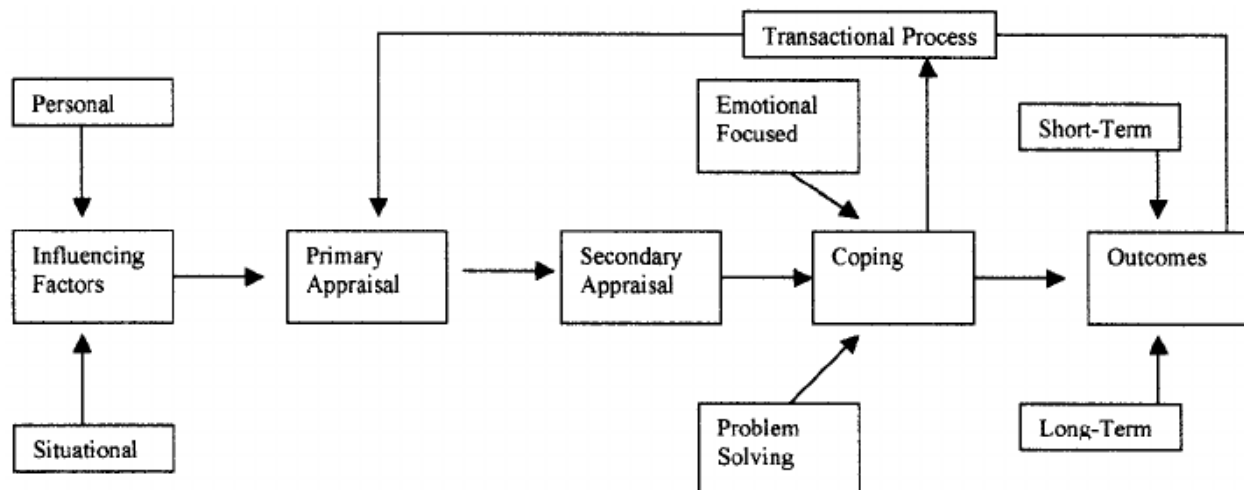 Transactional Process
Personal
Emotional
Focused
Short-Term
Influencing
Factors
Primary
Appraisal
Secondary
Appraisal
Coping
Outcomes
Situational
Problem
Solving
Long-Term